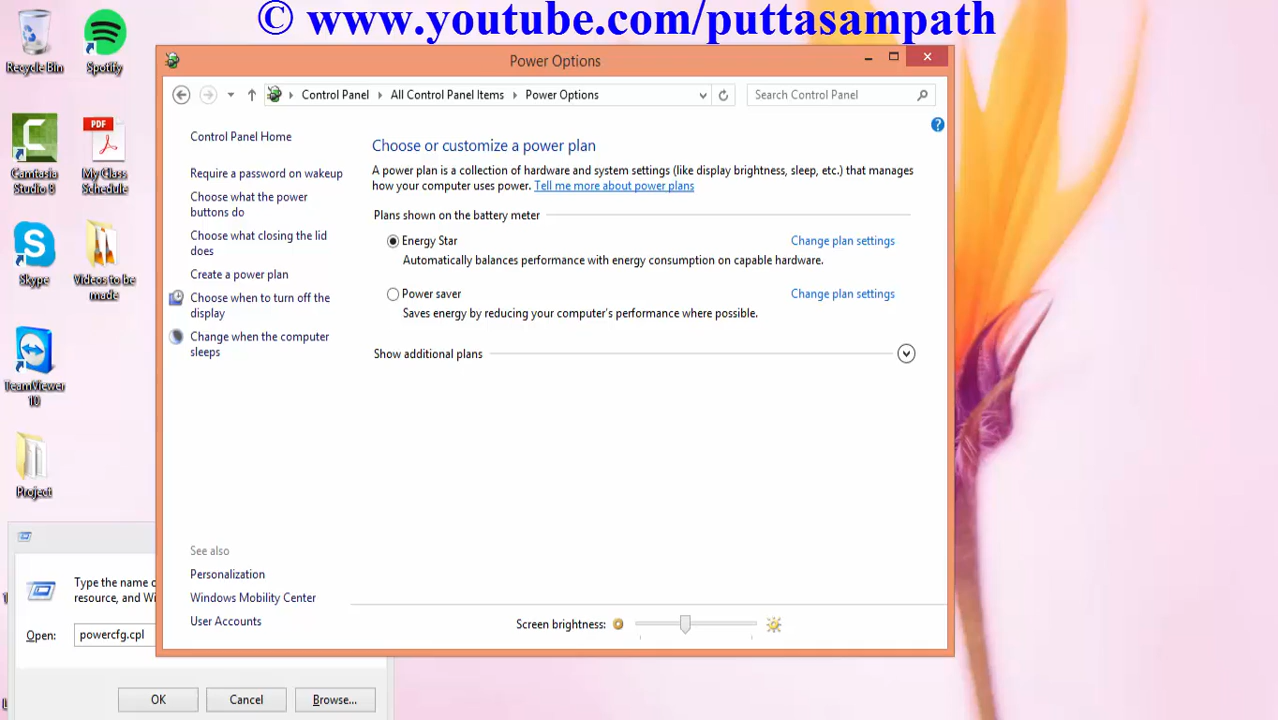 © www.youtube.com/puttasampath
Recycle Bin
Spotify
Camtasia
Studio 8
PDF
My Class
Schedule
Skype
Videos to be
made
TeamViewer
10
Project
Power Options
Control Panel
All Control Panel Items
Power Options
Search Control Panel
Control Panel Home
Require a password on wakeup
Choose what the power
buttons do
Choose what closing the lid
does
Create a power plan
Choose when to turn off the
display
Change when the computer
sleeps
See also
Personalization
Windows Mobility Center
User Accounts
?
Choose or customize a power plan
A power plan is a collection of hardware and system settings (like display brightness, sleep, etc.) that manages
how your computer uses power. Tell me more about power plans
Plans shown on the battery meter
Energy Star
Change plan settings
Automatically balances performance with energy consumption on capable hardware.
Power saver
Change plan settings
Saves energy by reducing your computer's performance where possible.
Show additional plans
Screen brightness:
Type the name o
resource, and Wi
Open:
powercfg.cpl
OK
Cancel
Browse...